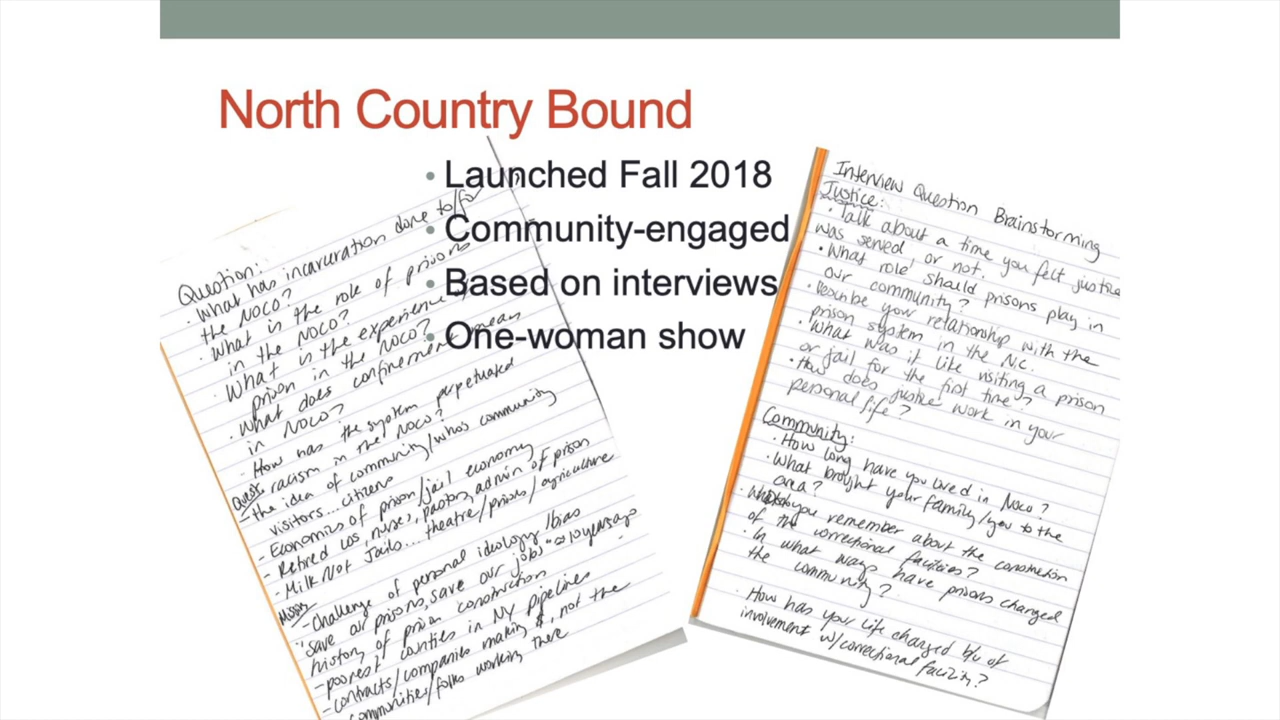 North Country Bound
• Launched Fall 2018
• Community-engaged
• Based on interviews
• One-woman show
Question:
• What has incarceration done to/for
the NOCO?
• What is the role of prisons
in the NOCO?
• What is the experience
prison in the NOCO?
• What does confinement mean
in NOCO?
- How has the system perpetuated
racism in the NOCO?
- the idea of community/who's community
visitors... citizens
- Economics of prison/jail economy
- Retired COs, nurses, pastors, admin of prison
- Milk Not Jails... theatre/prisons/agriculture
- challenge of personal ideology/bias
"save our prisons, save our jobs" ≈ 10 years ago
history of prison construction
- poorest counties in NY pipelines
- contracts/companies making $, not the
communities/folks working there
Interview Question Brainstorming
Justice:
• Talk about a time you felt justice
was served, or not.
• What role should prisons play in
our community?
• Describe your relationship with the
prison system in the N.C.
• What was it like visiting a prison
or jail for the first time?
• How does justice work in your
personal life?
Community:
• How long have you lived in NoCo?
• What brought your family/you to the
area?
• What do you remember about the construction
of the correctional facilities?
• In what ways have prisons changed
the community?
• How has your life changed b/c of
involvement w/correctional facility?